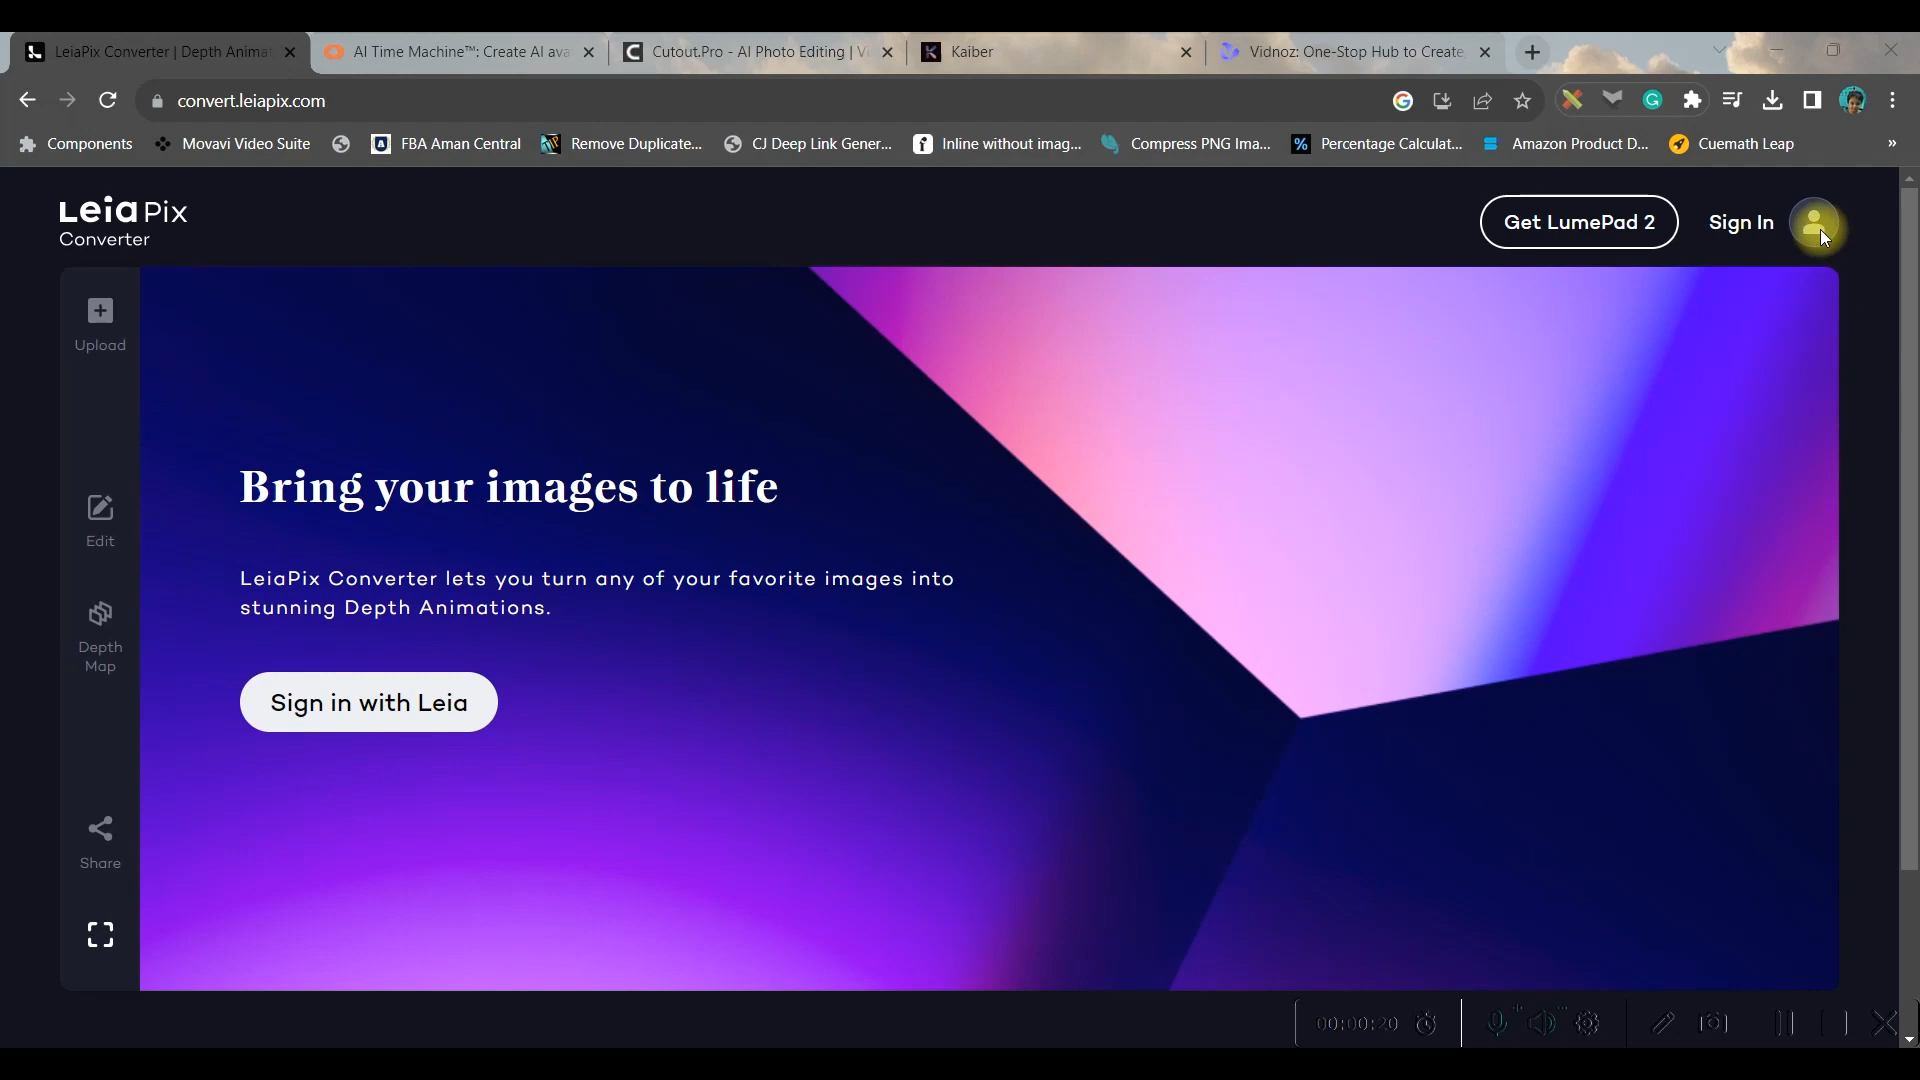 LeiaPix Converter | Depth Animat
AI Time Machine™: Create AI ava
Cutout.Pro - AI Photo Editing | Vi
Kaiber
Vidnoz: One-Stop Hub to Create
convert.leiapix.com
Components
Movavi Video Suite
FBA Aman Central
Remove Duplicate...
CJ Deep Link Gener...
Inline without imag...
Compress PNG Ima...
% Percentage Calculat...
Amazon Product D...
Cuemath Leap
»
Leia Pix
Converter
Get LumePad 2
Sign In
Upload
Edit
Depth
Map
Share
Bring your images to life
LeiaPix Converter lets you turn any of your favorite images into
stunning Depth Animations.
Sign in with Leia
00:00:20